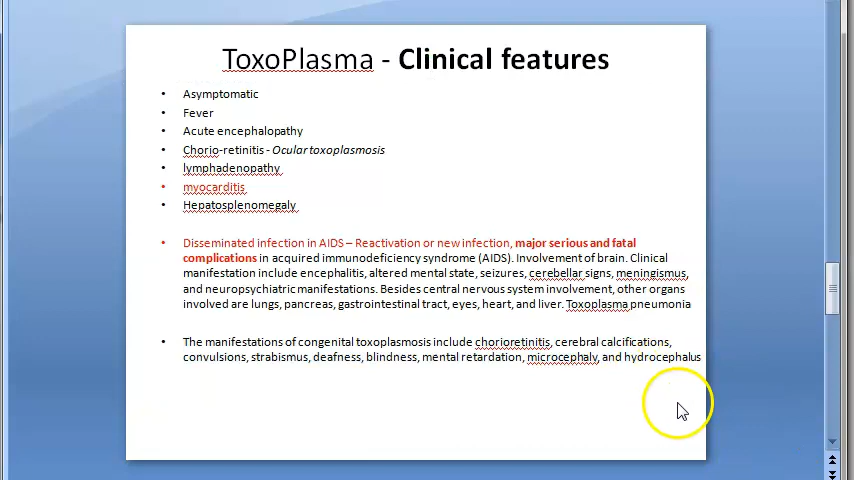 ToxoPlasma - Clinical features
• Asymptomatic
• Fever
• Acute encephalopathy
• Chorio-retinitis - Ocular toxoplasmosis
• lymphadenopathy
• myocarditis
• Hepatosplenomegaly
• Disseminated infection in AIDS – Reactivation or new infection, major serious and fatal
complications in acquired immunodeficiency syndrome (AIDS). Involvement of brain. Clinical
manifestation include encephalitis, altered mental state, seizures, cerebellar signs, meningismus,
and neuropsychiatric manifestations. Besides central nervous system involvement, other organs
involved are lungs, pancreas, gastrointestinal tract, eyes, heart, and liver. Toxoplasma pneumonia
• The manifestations of congenital toxoplasmosis include chorioretinitis, cerebral calcifications,
convulsions, strabismus, deafness, blindness, mental retardation, microcephaly, and hydrocephalus